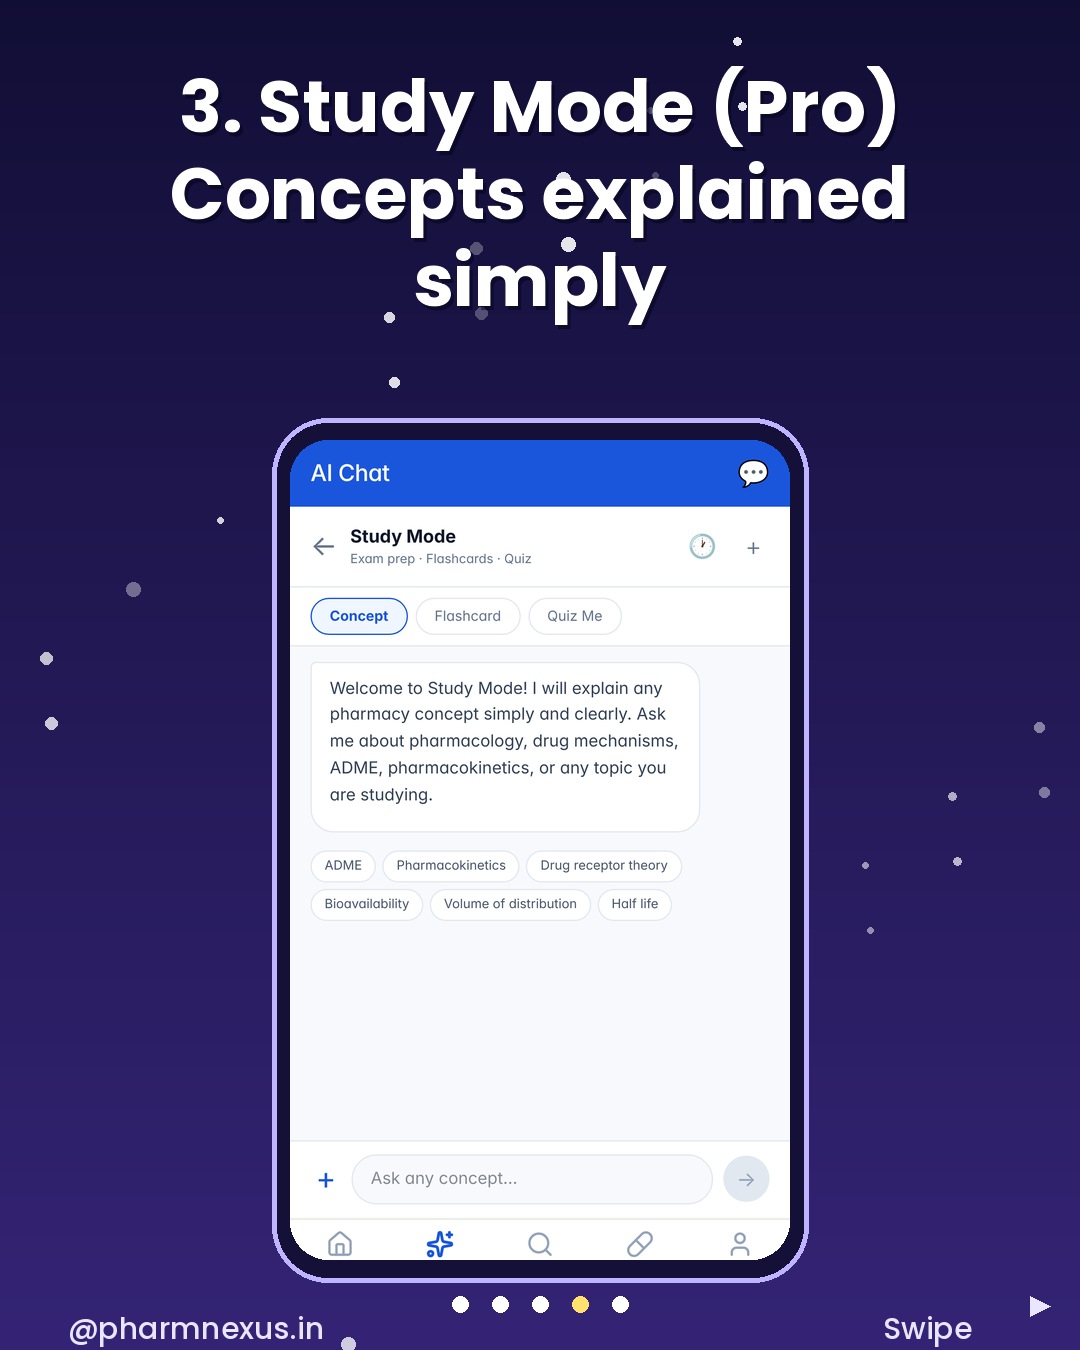 3. Study Mode (Pro)
Concepts explained
simply
AI Chat
Study Mode
Exam prep · Flashcards · Quiz
+
Concept
Flashcard
Quiz Me
Welcome to Study Mode! I will explain any
pharmacy concept simply and clearly. Ask
me about pharmacology, drug mechanisms,
ADME, pharmacokinetics, or any topic you
are studying.
ADME
Pharmacokinetics
Drug receptor theory
Bioavailability
Volume of distribution
Half life
+
Ask any concept...
@pharmnexus.in
Swipe